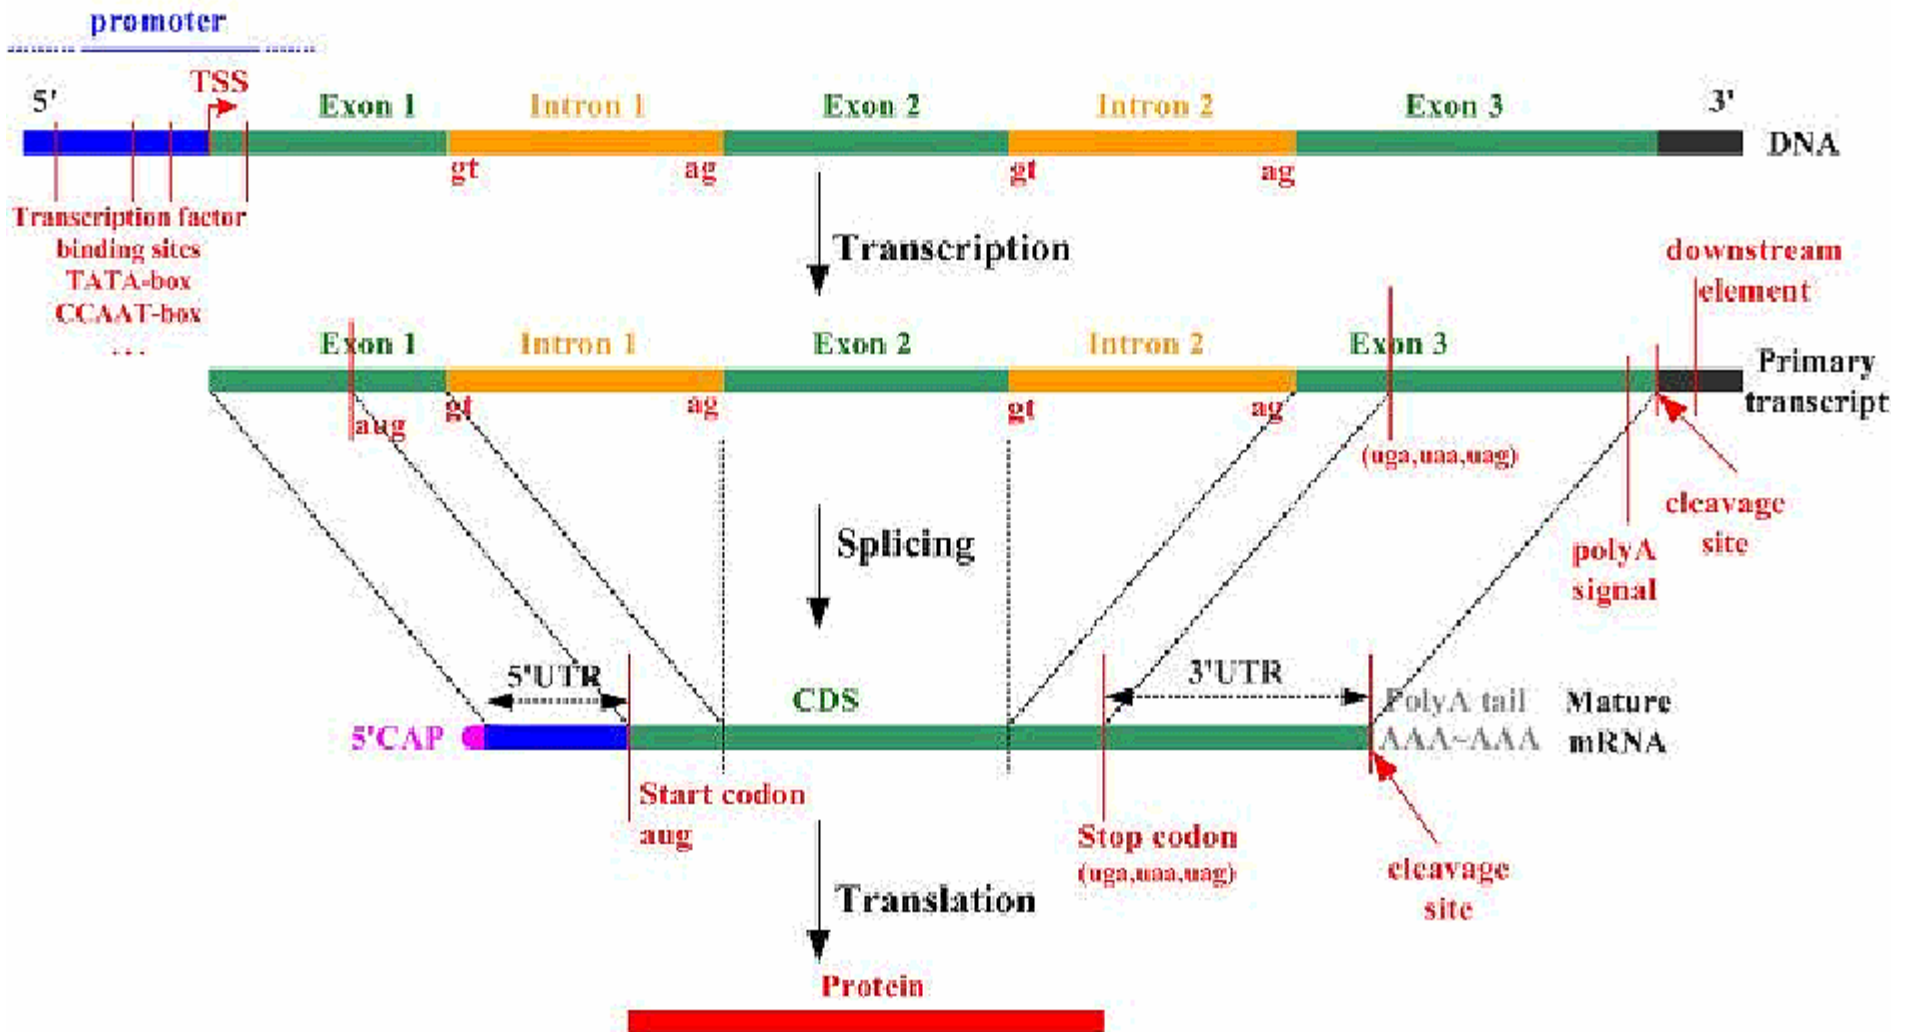 promoter
TSS
5' Exon 1 Intron 1 Exon 2 Intron 2 Exon 3 3'
DNA
gt ag gt ag
Transcription factor
binding sites
TATA-box
CCAAT-box
...
Transcription
downstream
element
Exon 1 Intron 1 Exon 2 Intron 2 Exon 3
Primary
transcript
aug gt ag gt ag
(uga,uaa,uag)
cleavage
site
polyA
signal
Splicing
5'UTR CDS 3'UTR
5'CAP
PolyA tail
AAA~AAA
Mature
mRNA
Start codon
aug
Stop codon
(uga,uaa,uag)
cleavage
site
Translation
Protein